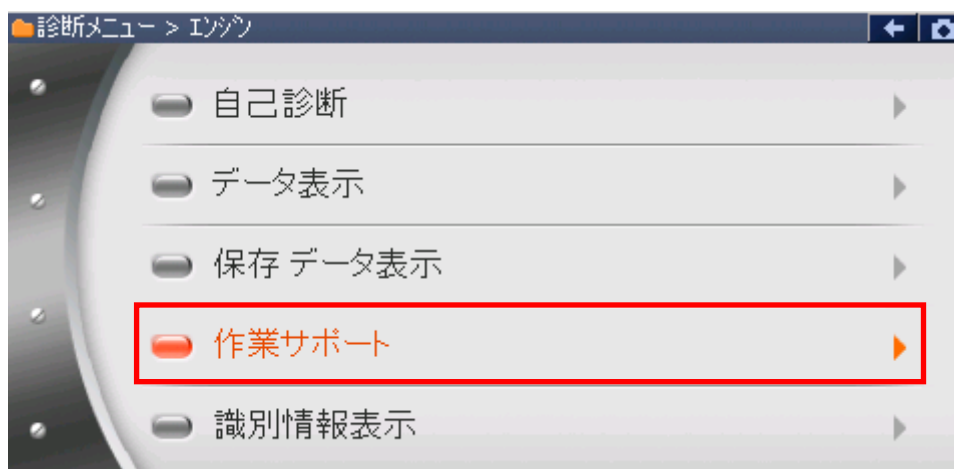 診断メニュー > エンジン
自己診断
データ表示
保存 データ表示
作業サポート
識別情報表示